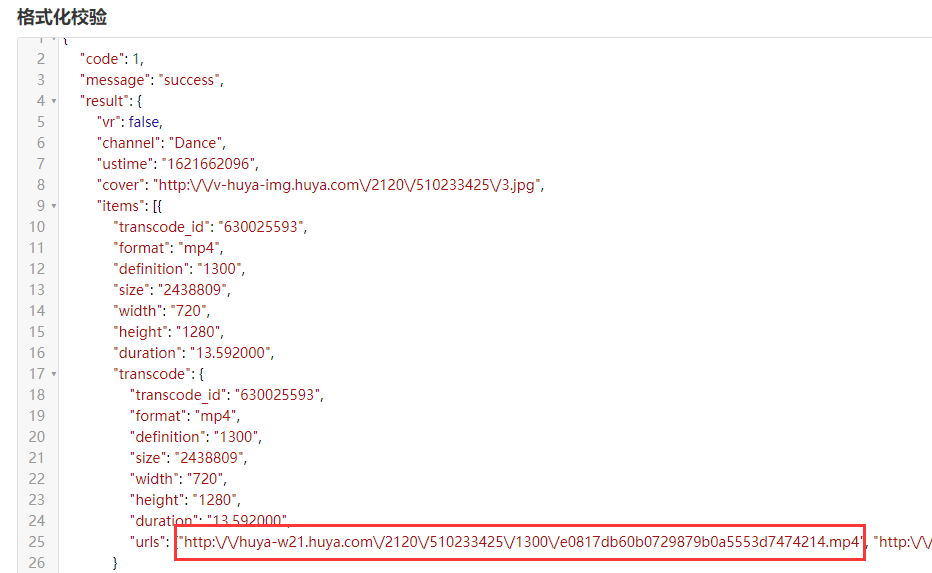 格式化校验
1 {
2 "code": 1,
3 "message": "success",
4 "result": {
5 "vr": false,
6 "channel": "Dance",
7 "ustime": "1621662096",
8 "cover": "http:\/\/v-huya-img.huya.com\/2120\/510233425\/3.jpg",
9 "items": [{
10 "transcode_id": "630025593",
11 "format": "mp4",
12 "definition": "1300",
13 "size": "2438809",
14 "width": "720",
15 "height": "1280",
16 "duration": "13.592000",
17 "transcode": {
18 "transcode_id": "630025593",
19 "format": "mp4",
20 "definition": "1300",
21 "size": "2438809",
22 "width": "720",
23 "height": "1280",
24 "duration": "13.592000",
25 "urls": ["http:\/\/huya-w21.huya.com\/2120\/510233425\/1300\/e0817db60b0729879b0a5553d7474214.mp4", "http:\/\/
26 }